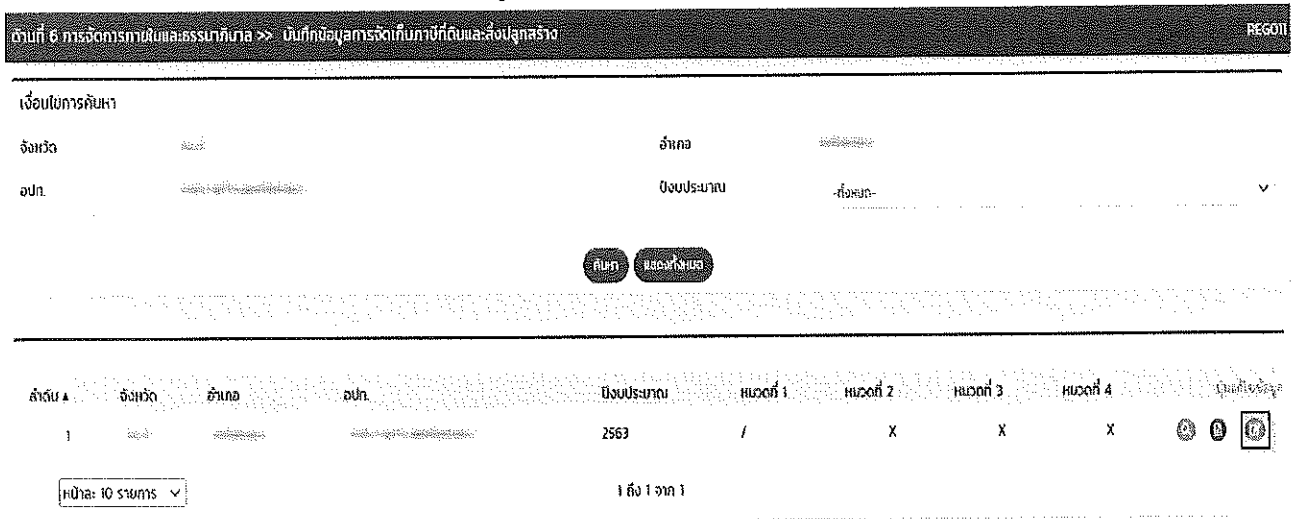 ด้านที่ 6 การจัดการภายในและธรรมาภิบาล >> บันทึกข้อมูลการจัดเก็บภาษีที่ดินและสิ่งปลูกสร้าง REG011
เงื่อนไขการค้นหา
จังหวัด อำเภอ
อปท. ปีงบประมาณ -ทั้งหมด-
ค้นหา แสดงทั้งหมด
ลำดับ ▲ จังหวัด อำเภอ อปท. ปีงบประมาณ หมวดที่ 1 หมวดที่ 2 หมวดที่ 3 หมวดที่ 4
1 2563 / X X X
หน้าละ 10 รายการ 1 ถึง 1 จาก 1